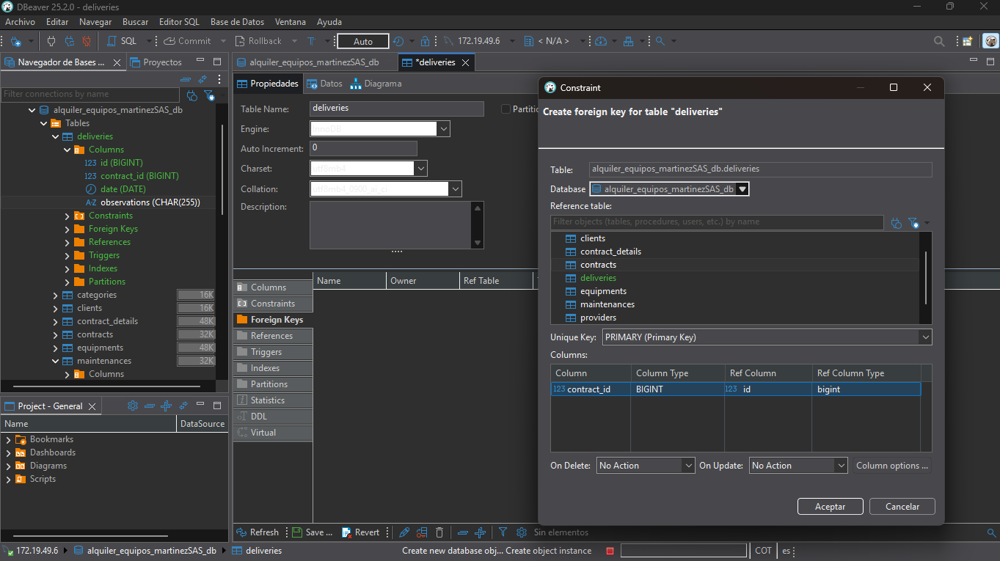 DBeaver 25.2.0 - deliveries
Archivo Editar Navegar Buscar Editor SQL Base de Datos Ventana Ayuda
SQL Commit Rollback T Auto 172.19.49.6 < N/A >
Navegador de Bases ... Proyectos
Filter connections by name
alquiler_equipos_martinezSAS_db
Tables
deliveries
Columns
123 id (BIGINT)
123 contract_id (BIGINT)
date (DATE)
A-Z observations (CHAR(255))
Constraints
Foreign Keys
References
Triggers
Indexes
Partitions
categories 16K
clients 16K
contract_details 48K
contracts 32K
equipments 48K
maintenances 32K
Columns
Project - General
Name DataSource
Bookmarks
Dashboards
Diagrams
Scripts
alquiler_equipos_martinezSAS_db *deliveries
Propiedades Datos Diagrama
Table Name: deliveries
Partitic
Engine: InnoDB
Auto Increment: 0
Charset: utf8mb4
Collation: utf8mb4_0900_ai_ci
Description:
Columns
Constraints
Foreign Keys
References
Triggers
Indexes
Partitions
Statistics
DDL
Virtual
Name Owner Ref Table
Refresh Save ... Revert Sin elementos
Constraint
Create foreign key for table "deliveries"
Table: alquiler_equipos_martinezSAS_db.deliveries
Database alquiler_equipos_martinezSAS_db
Reference table:
Filter objects (tables, procedures, users, etc.) by name
clients
contract_details
contracts
deliveries
equipments
maintenances
providers
Unique Key: PRIMARY (Primary Key)
Columns:
Column Column Type Ref Column Ref Column Type
123 contract_id BIGINT 123 id bigint
On Delete: No Action On Update: No Action Column options ...
Aceptar Cancelar
172.19.49.6 alquiler_equipos_martinezSAS_db deliveries Create new database obj... Create object instance COT es